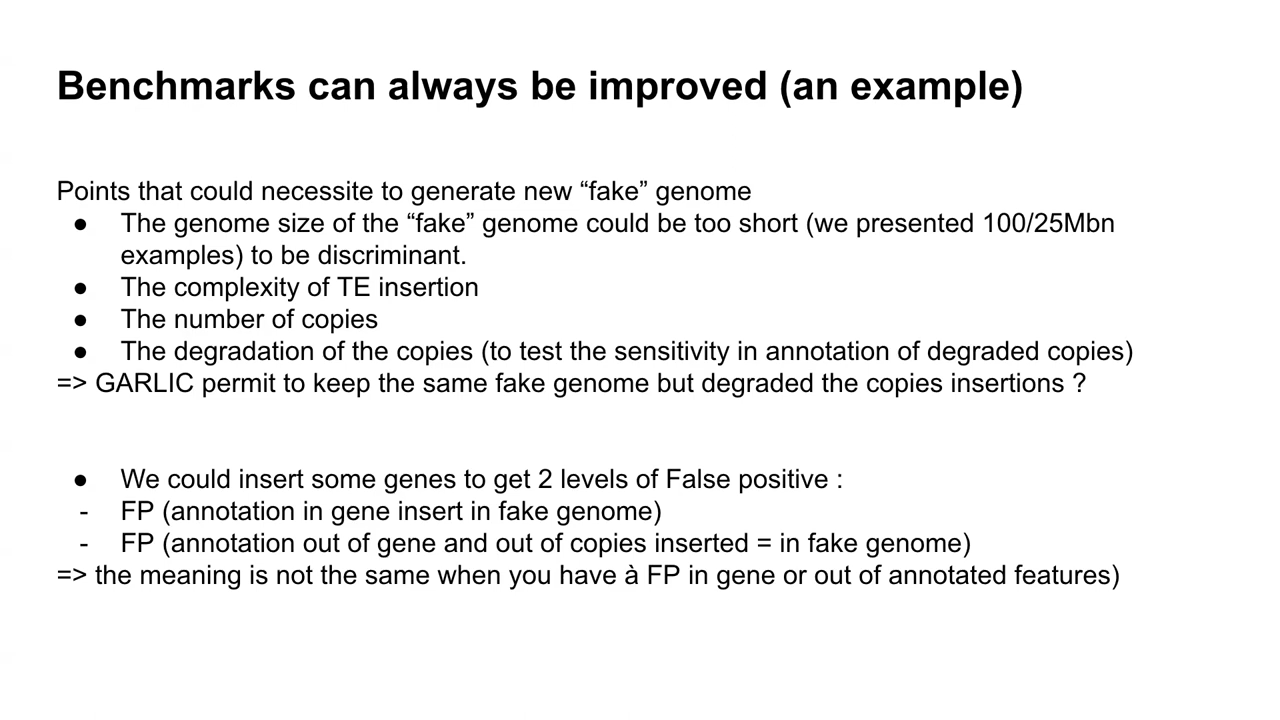 Benchmarks can always be improved (an example)
Points that could necessite to generate new “fake” genome
● The genome size of the “fake” genome could be too short (we presented 100/25Mbn
examples) to be discriminant.
● The complexity of TE insertion
● The number of copies
● The degradation of the copies (to test the sensitivity in annotation of degraded copies)
=> GARLIC permit to keep the same fake genome but degraded the copies insertions ?
● We could insert some genes to get 2 levels of False positive :
- FP (annotation in gene insert in fake genome)
- FP (annotation out of gene and out of copies inserted = in fake genome)
=> the meaning is not the same when you have à FP in gene or out of annotated features)